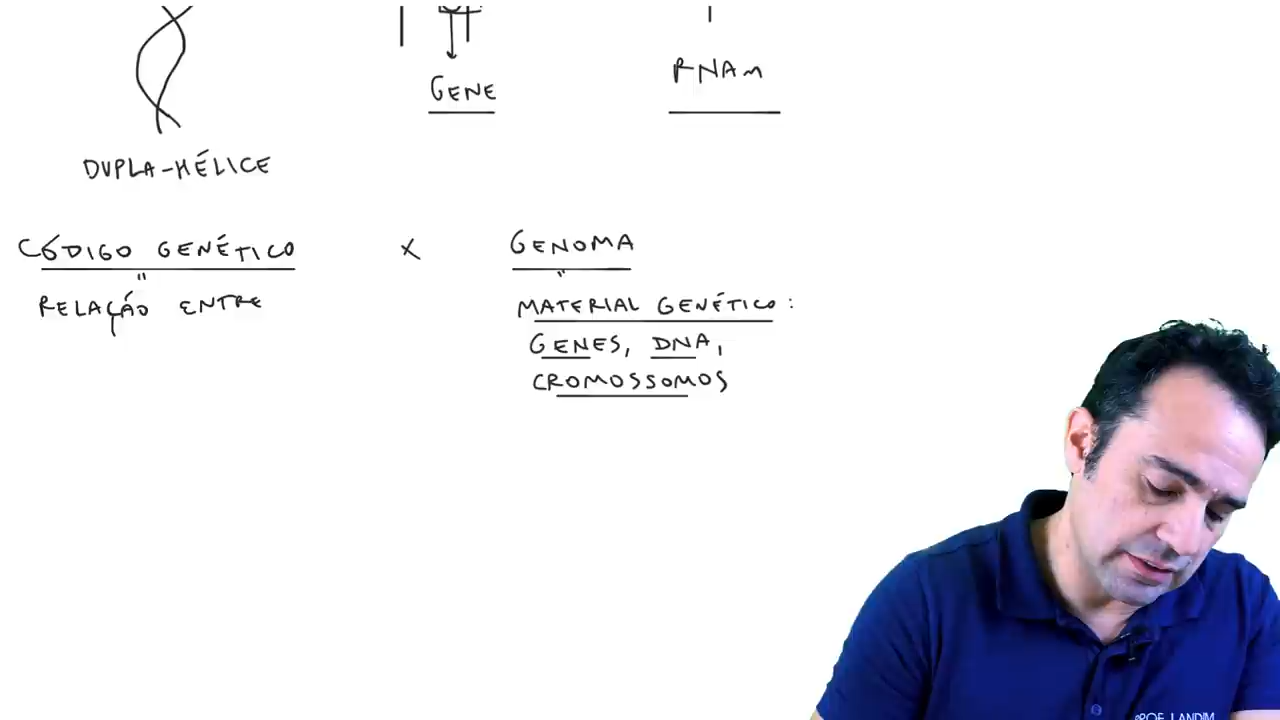 GENE
RNAm
DUPLA-HÉLICE
CÓDIGO GENÉTICO X GENOMA
"
"
RELAÇÃO ENTRE
MATERIAL GENÉTICO:
GENES, DNA,
CROMOSSOMOS
PROF. LANDIM